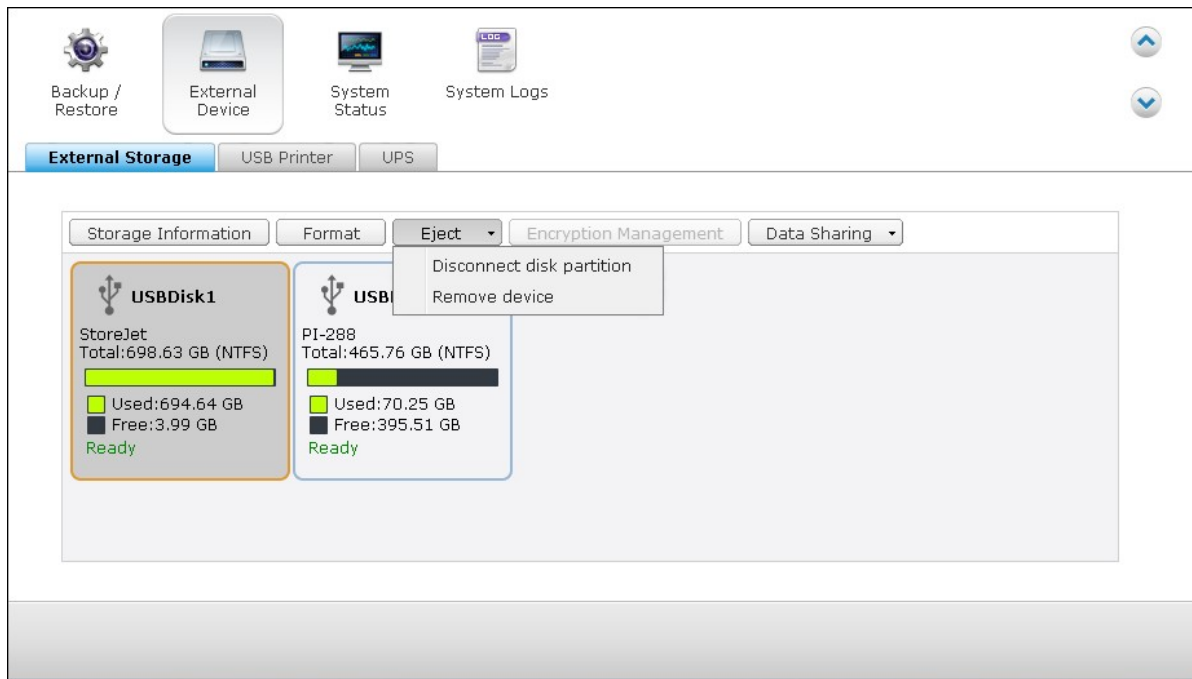 LOG
Backup /
Restore
External
Device
System
Status
System Logs
External Storage
USB Printer
UPS
Storage Information
Format
Eject
Encryption Management
Data Sharing
Disconnect disk partition
Remove device
USBDisk1
StoreJet
Total:698.63 GB (NTFS)
Used:694.64 GB
Free:3.99 GB
Ready
PI-288
Total:465.76 GB (NTFS)
Used:70.25 GB
Free:395.51 GB
Ready